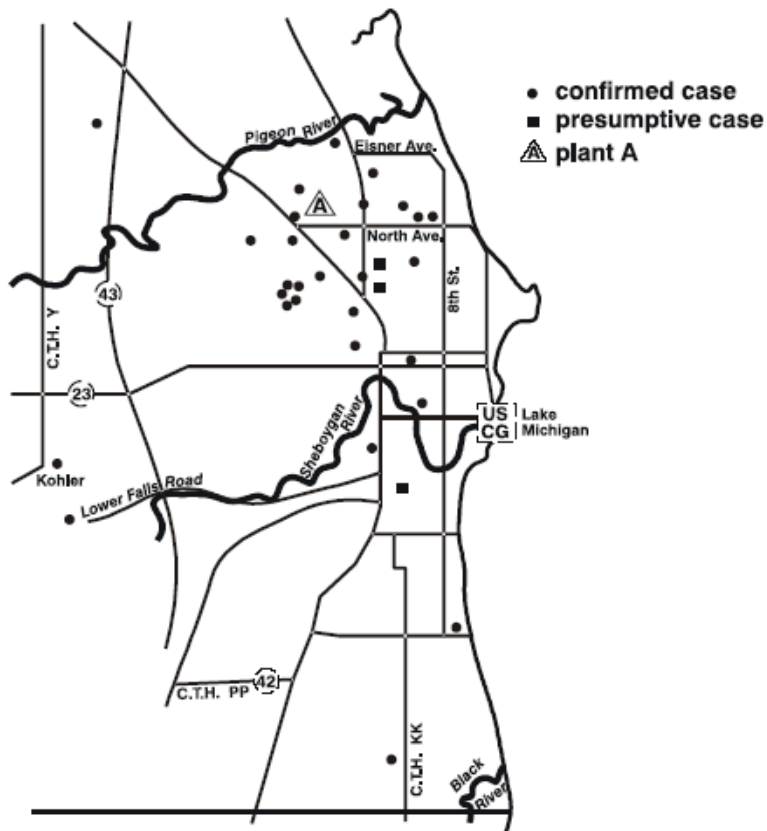 confirmed case
presumptive case
A plant A
Pigeon River
Eisner Ave.
A
North Ave.
8th St.
43
C.T.H. Y
23
Sheboygan
River
US
CG
Lake
Michigan
Kohler
Lower Falls Road
42
C.T.H. PP
C.T.H. KK
Black
River